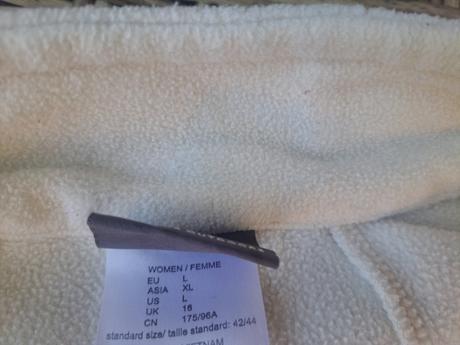 WOMEN / FEMME
EU L
ASIA XL
US L
UK 16
CN 175/96A
standard size/ taille standard: 42/44